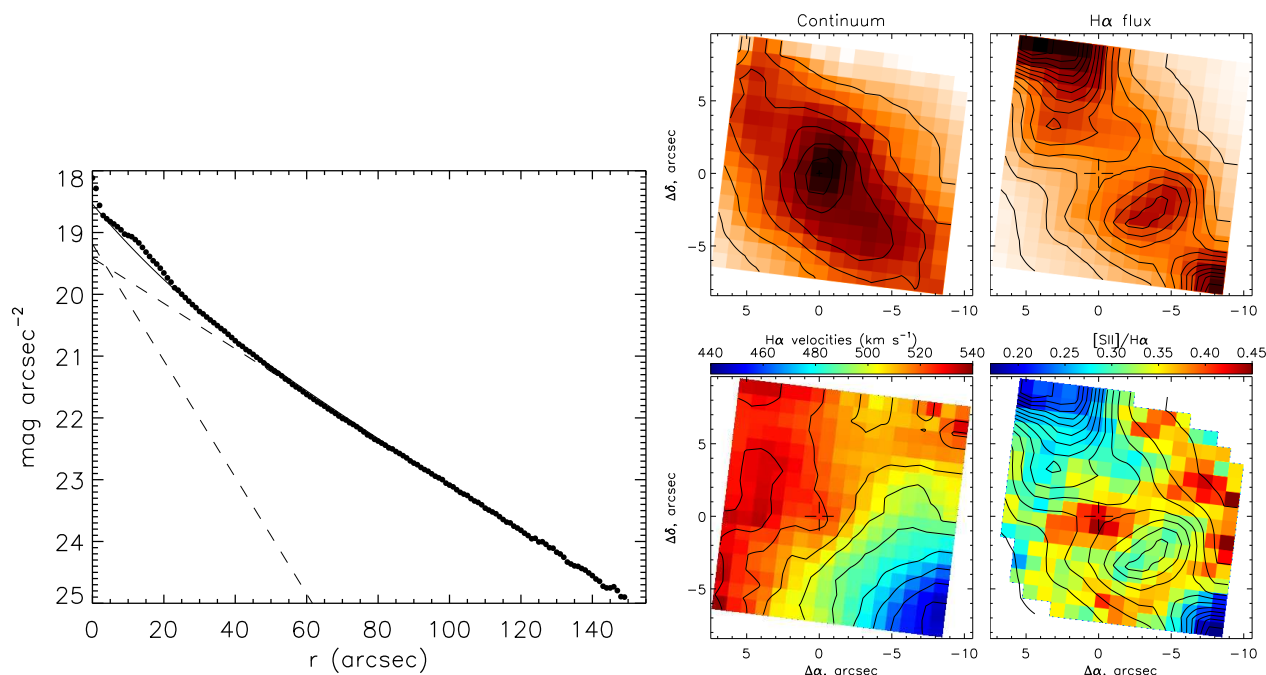 18
19
20
21
22
23
24
25
mag arcsec⁻²
0 20 40 60 80 100 120 140
r (arcsec)
Continuum
Hα flux
Δδ, arcsec
5
0
-5
5 0 -5 -10
5 0 -5 -10
Hα velocities (km s⁻¹)
440 460 480 500 520 540
[SII]/Hα
0.20 0.25 0.30 0.35 0.40 0.45
Δδ, arcsec
5
0
-5
5 0 -5 -10
Δα, arcsec
5 0 -5 -10
Δα, arcsec